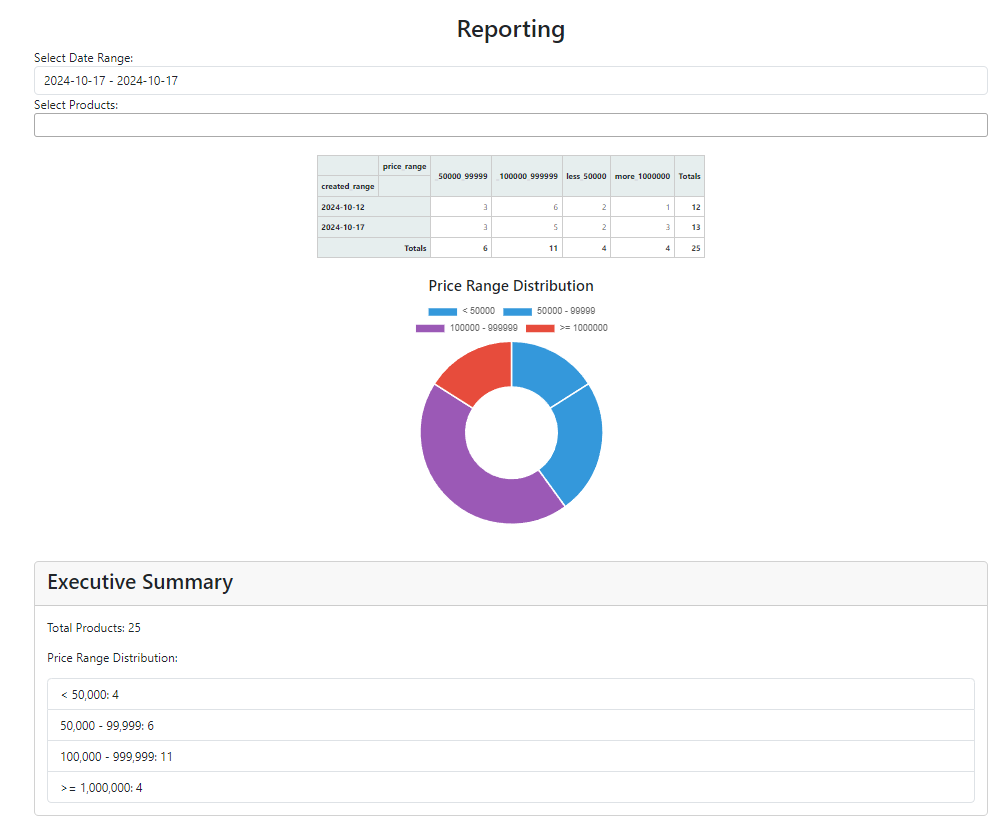 Reporting
Select Date Range:
2024-10-17 - 2024-10-17
Select Products:
price_range
created_range
_50000_99999 _100000_999999 less_50000 more_1000000 Totals
2024-10-12 3 6 2 1 12
2024-10-17 3 5 2 3 13
Totals 6 11 4 4 25
Price Range Distribution
< 50000 50000 - 99999
100000 - 999999 >= 1000000
Executive Summary
Total Products: 25
Price Range Distribution:
< 50,000: 4
50,000 - 99,999: 6
100,000 - 999,999: 11
>= 1,000,000: 4